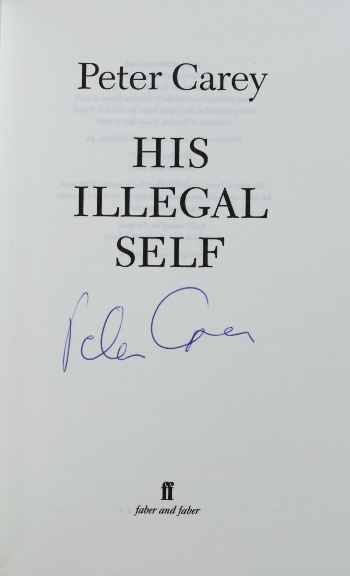 Peter Carey
HIS
ILLEGAL
SELF
Peter Carey
ff
faber and faber